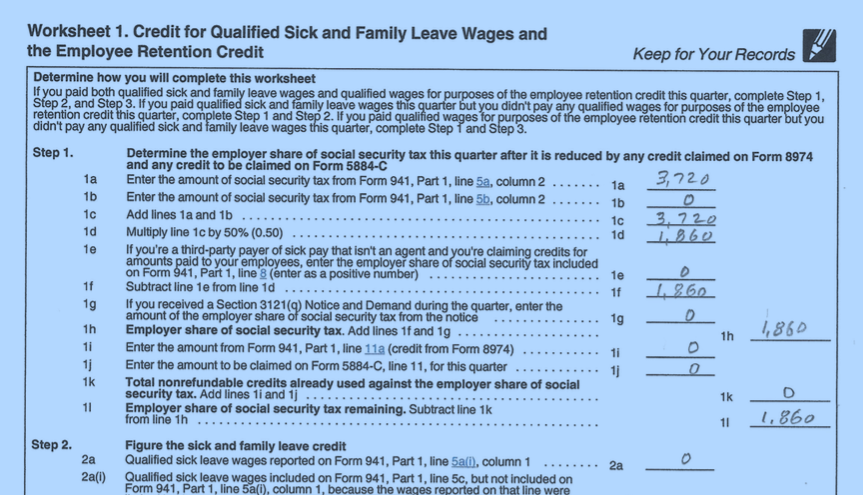 Worksheet 1. Credit for Qualified Sick and Family Leave Wages and
the Employee Retention Credit
Keep for Your Records
Determine how you will complete this worksheet
If you paid both qualified sick and family leave wages and qualified wages for purposes of the employee retention credit this quarter, complete Step 1,
Step 2, and Step 3. If you paid qualified sick and family leave wages this quarter but you didn't pay any qualified wages for purposes of the employee
retention credit this quarter, complete Step 1 and Step 2. If you paid qualified wages for purposes of the employee retention credit this quarter but you
didn't pay any qualified sick and family leave wages this quarter, complete Step 1 and Step 3.
Step 1. Determine the employer share of social security tax this quarter after it is reduced by any credit claimed on Form 8974
and any credit to be claimed on Form 5884-C
1a Enter the amount of social security tax from Form 941, Part 1, line 5a, column 2 ....... 1a 3,720
1b Enter the amount of social security tax from Form 941, Part 1, line 5b, column 2 ....... 1b 0
1c Add lines 1a and 1b ....... 1c 3,720
1d Multiply line 1c by 50% (0.50) ....... 1d 1,860
1e If you're a third-party payer of sick pay that isn't an agent and you're claiming credits for
amounts paid to your employees, enter the employer share of social security tax included
on Form 941, Part 1, line 8 (enter as a positive number) ....... 1e 0
1f Subtract line 1e from line 1d ....... 1f 1,860
1g If you received a Section 3121(q) Notice and Demand during the quarter, enter the
amount of the employer share of social security tax from the notice ....... 1g 0
1h Employer share of social security tax. Add lines 1f and 1g ....... 1h 1,860
1i Enter the amount from Form 941, Part 1, line 11a (credit from Form 8974) ....... 1i 0
1j Enter the amount to be claimed on Form 5884-C, line 11, for this quarter ....... 1j 0
1k Total nonrefundable credits already used against the employer share of social
security tax. Add lines 1i and 1j ....... 1k 0
1l Employer share of social security tax remaining. Subtract line 1k
from line 1h ....... 1l 1,860
Step 2. Figure the sick and family leave credit
2a Qualified sick leave wages reported on Form 941, Part 1, line 5a(i), column 1 ....... 2a 0
2a(i) Qualified sick leave wages included on Form 941, Part 1, line 5c, but not included on
Form 941, Part 1, line 5a(i), column 1, because the wages reported on that line were